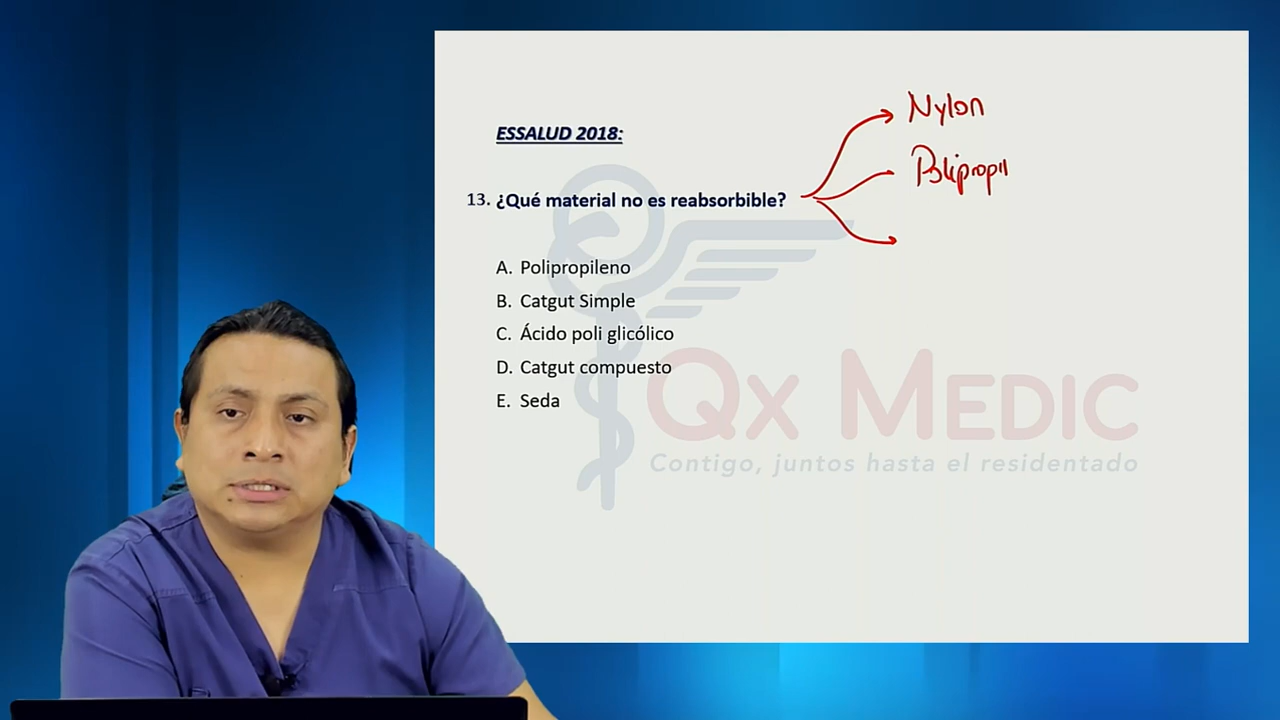 Nylon
ESSALUD 2018:
Polipropil
13. ¿Qué material no es reabsorbible?
A. Polipropileno
B. Catgut Simple
C. Ácido poli glicólico
D. Catgut compuesto
E. Seda
Qx MEDIC
Contigo, juntos hasta el residentado